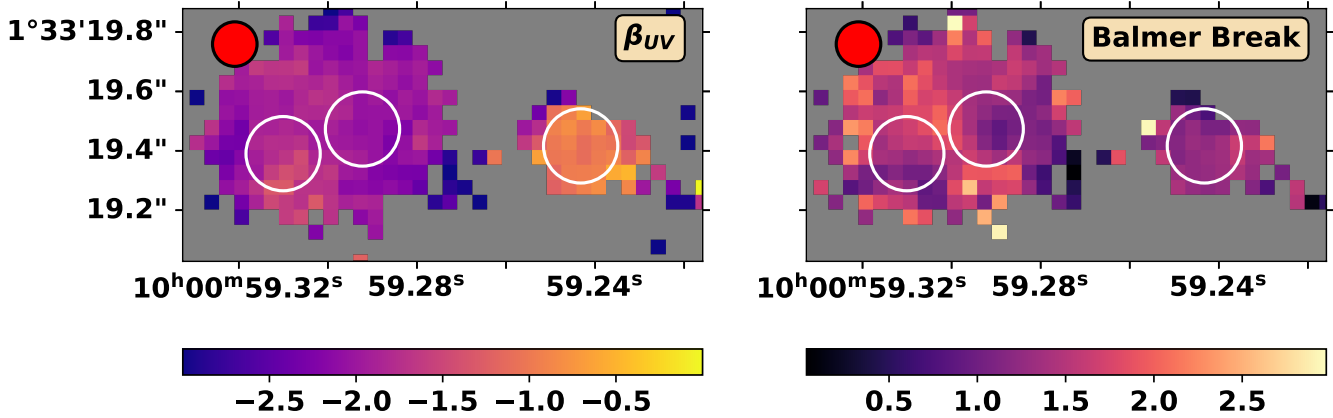 β_UV
Balmer Break
1°33'19.8"
19.6"
19.4"
19.2"
10ʰ00ᵐ59.32ˢ 59.28ˢ 59.24ˢ
10ʰ00ᵐ59.32ˢ 59.28ˢ 59.24ˢ
−2.5 −2.0 −1.5 −1.0 −0.5
0.5 1.0 1.5 2.0 2.5